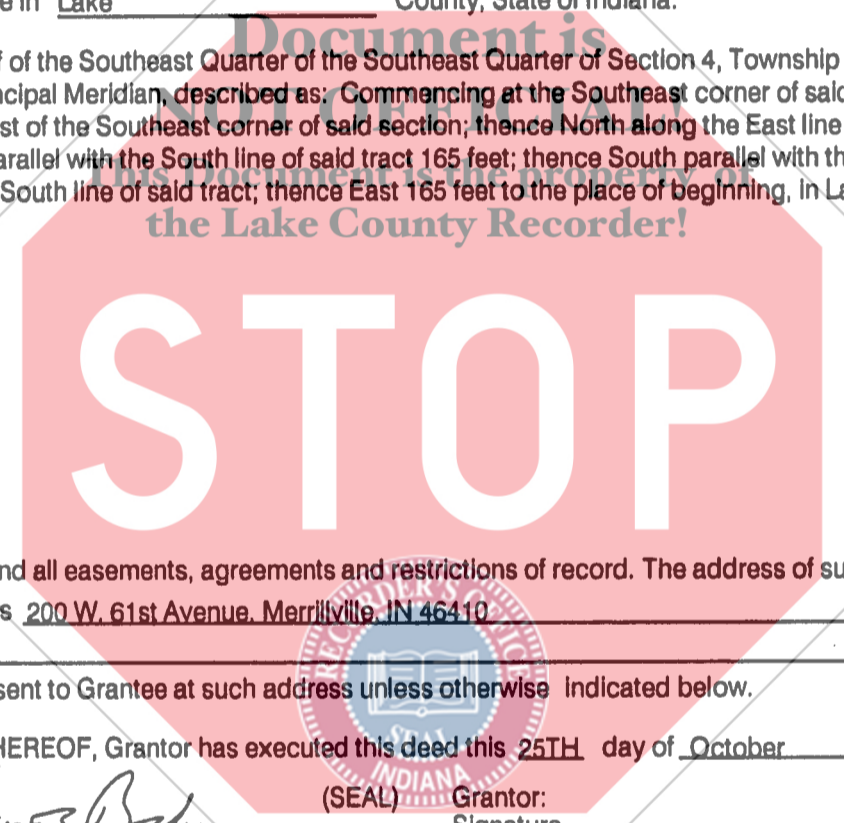 e in Lake County, State of Indiana.
Document is
f of the Southeast Quarter of the Southeast Quarter of Section 4, Township
NOT OFFICIAL!
ncipal Meridian, described as: Commencing at the Southeast corner of said
st of the Southeast corner of said section; thence North along the East line
arallel with the South line of said tract 165 feet; thence South parallel with th
This Document is the property of
South line of said tract; thence East 165 feet to the place of beginning, in La
the Lake County Recorder!
STOP
nd all easements, agreements and restrictions of record. The address of su
s 200 W. 61st Avenue, Merrillville, IN 46410
RECORDER'S OFFICE
sent to Grantee at such address unless otherwise indicated below.
SEAL
HEREOF, Grantor has executed this deed this 25TH day of October
INDIANA
(SEAL) Grantor:
Signature